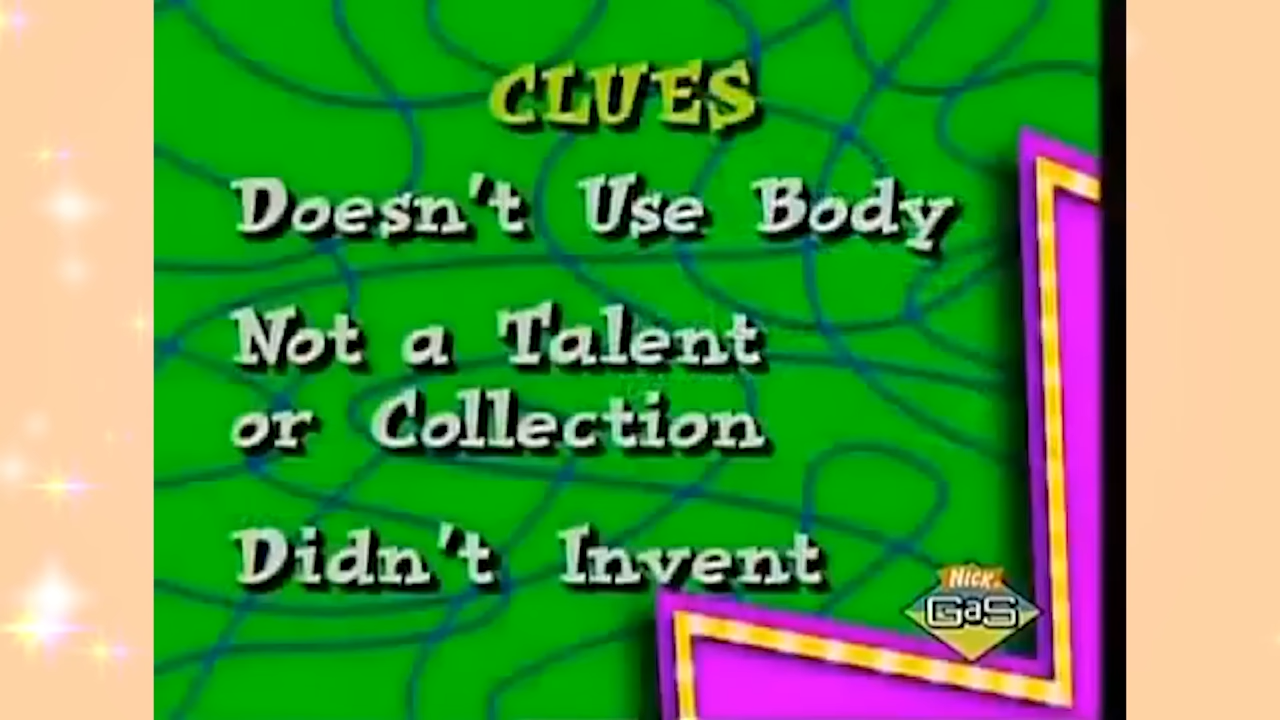 CLUES
Doesn't Use Body
Not a Talent
or Collection
Didn't Invent
NICK
GaS